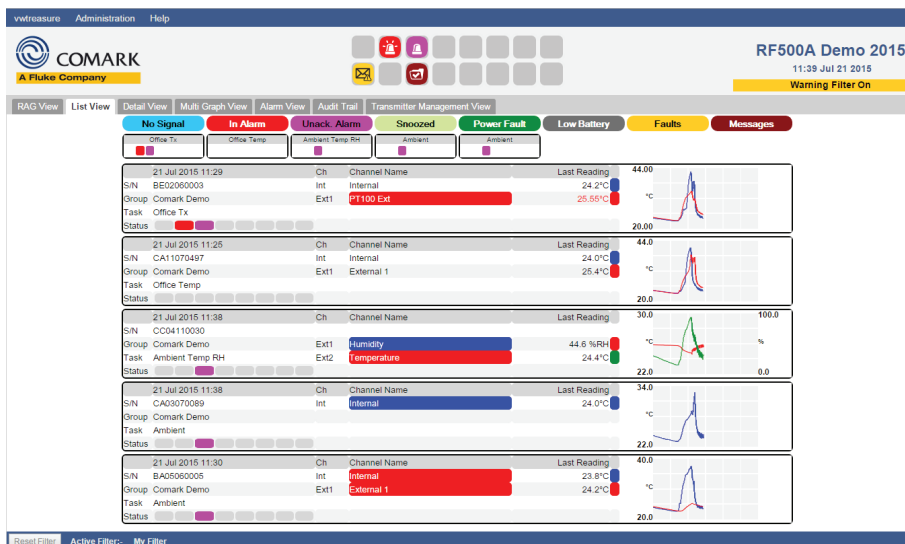 vwtreasure Administration Help
COMARK
A Fluke Company
RF500A Demo 2015
11:39 Jul 21 2015
Warning Filter On
RAG View List View Detail View Multi Graph View Alarm View Audit Trail Transmitter Management View
No Signal In Alarm Unack. Alarm Snoozed Power Fault Low Battery Faults Messages
Office Tx Office Temp Ambient Temp RH Ambient Ambient
21 Jul 2015 11:29 Ch Channel Name Last Reading 44.00
S/N BE02060003 Int Internal 24.2°C
Group Comark Demo Ext1 PT100 Ext 25.55°C °C
Task Office Tx
Status 20.00
21 Jul 2015 11:25 Ch Channel Name Last Reading 44.0
S/N CA11070497 Int Internal 24.0°C
Group Comark Demo Ext1 External 1 25.4°C °C
Task Office Temp
Status 20.0
21 Jul 2015 11:38 Ch Channel Name Last Reading 30.0 100.0
S/N CC04110030
Group Comark Demo Ext1 Humidity 44.6 %RH °C %
Task Ambient Temp RH Ext2 Temperature 24.4°C
Status 22.0 0.0
21 Jul 2015 11:38 Ch Channel Name Last Reading 34.0
S/N CA03070089 Int Internal 24.0°C
Group Comark Demo °C
Task Ambient
Status 22.0
21 Jul 2015 11:30 Ch Channel Name Last Reading 40.0
S/N BA05060005 Int Internal 23.8°C
Group Comark Demo Ext1 External 1 24.2°C °C
Task Ambient
Status 20.0
Reset Filter Active Filter:- My Filter